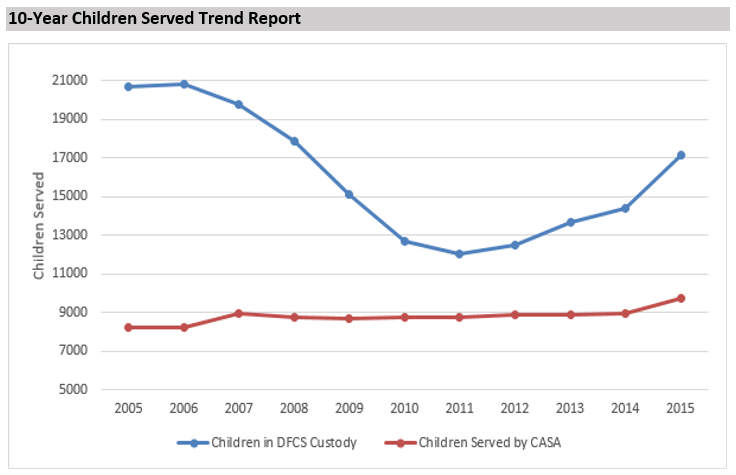 10-Year Children Served Trend Report
21000
19000
17000
15000
13000
11000
9000
7000
5000
Children Served
2005 2006 2007 2008 2009 2010 2011 2012 2013 2014 2015
Children in DFCS Custody Children Served by CASA